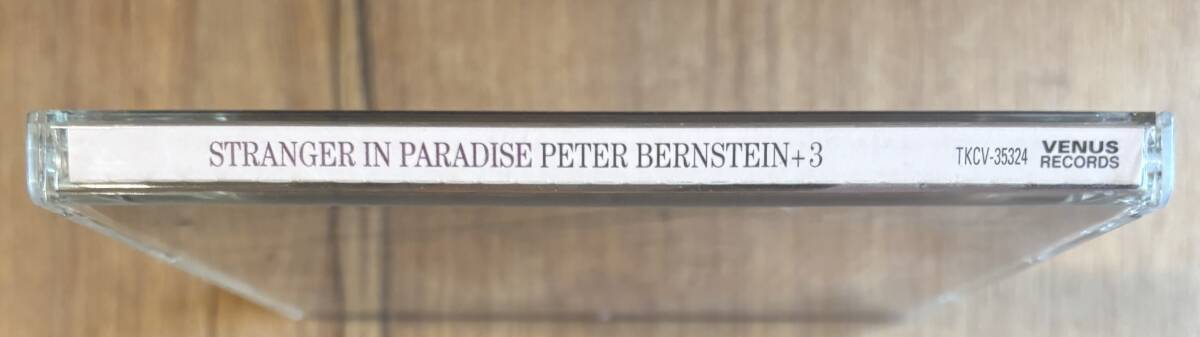 STRANGER IN PARADISE PETER BERNSTEIN+3 TKCV-35324 VENUS
RECORDS